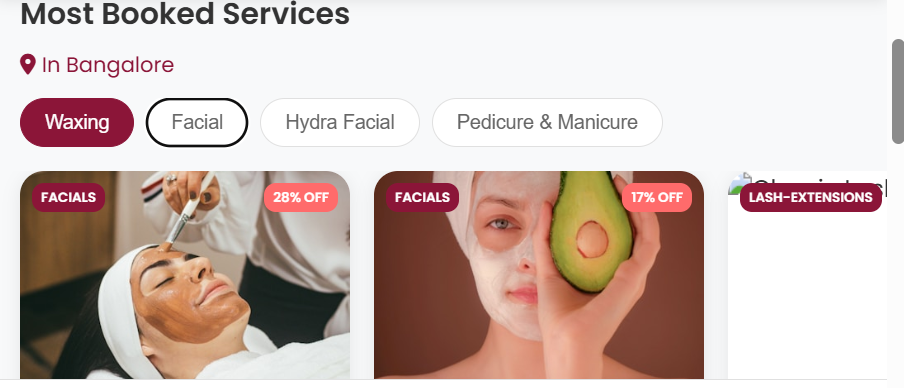 Most Booked Services
In Bangalore
Waxing Facial Hydra Facial Pedicure & Manicure
FACIALS 28% OFF FACIALS 17% OFF LASH-EXTENSIONS